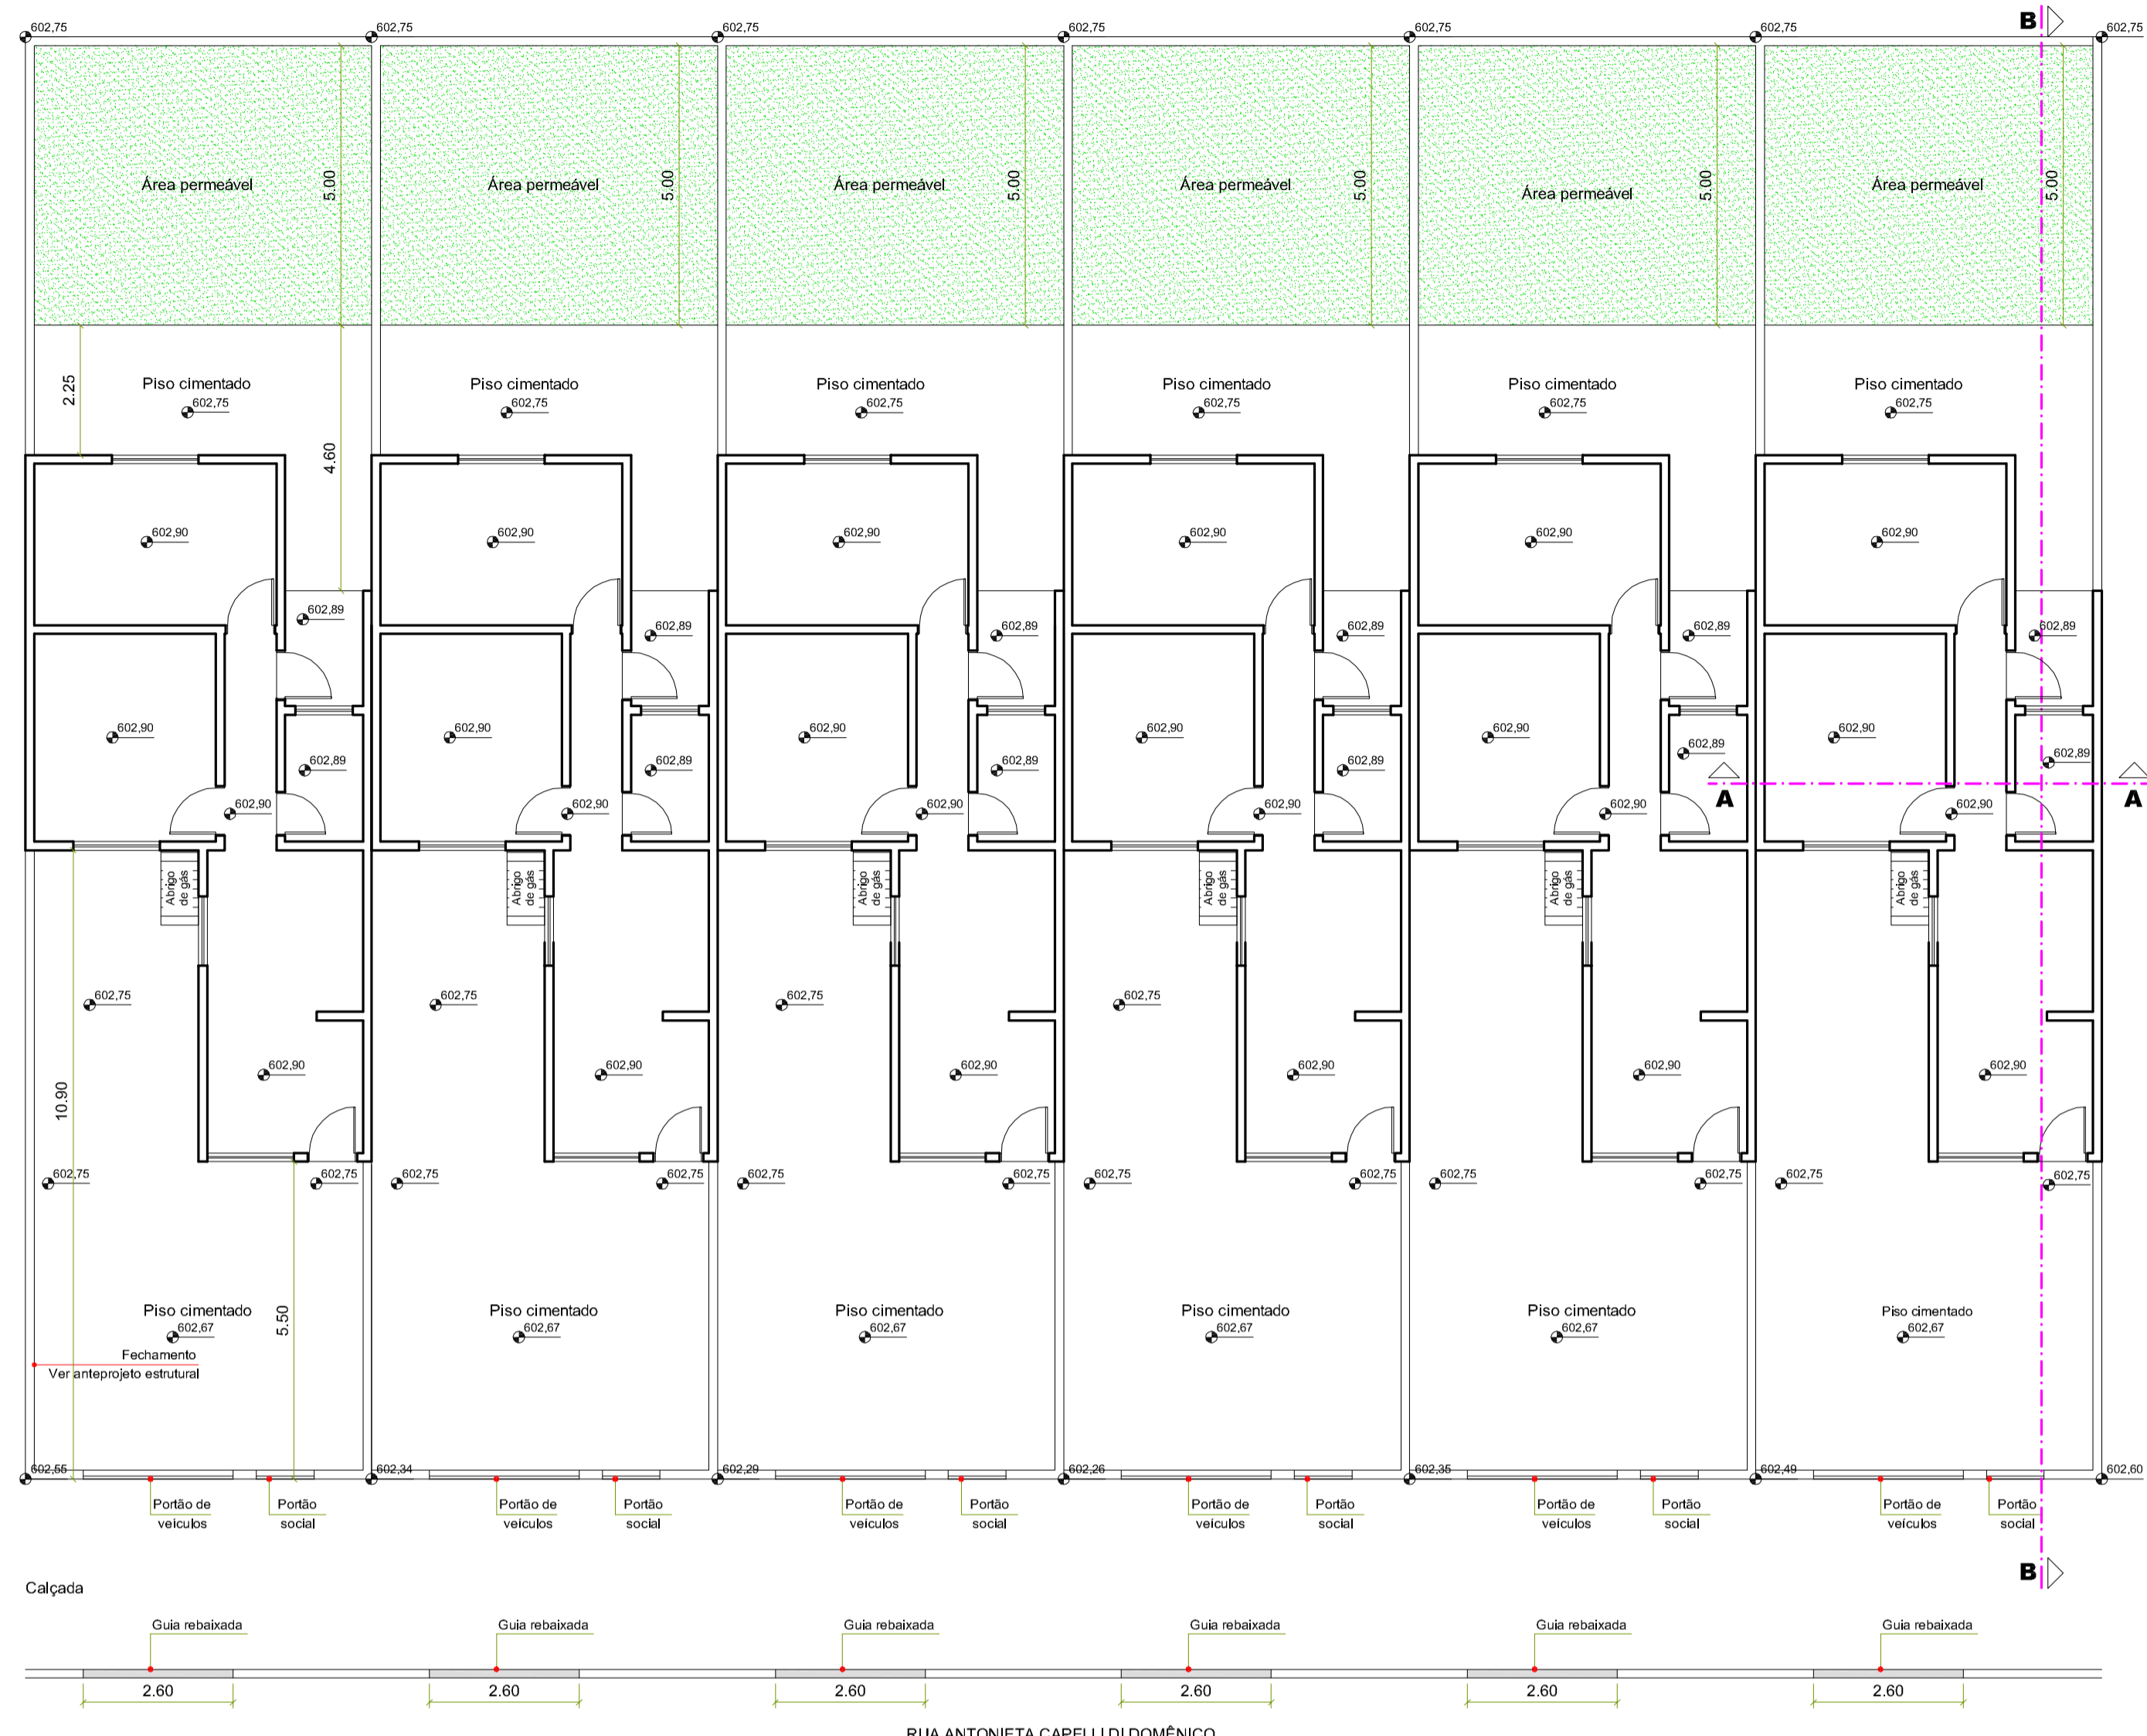 B
602,75 602,75 602,75 602,75 602,75 602,75 602,75
Área permeável 5.00 Área permeável 5.00 Área permeável 5.00 Área permeável 5.00 Área permeável 5.00 Área permeável 5.00
2.25
Piso cimentado Piso cimentado Piso cimentado Piso cimentado Piso cimentado Piso cimentado
602,75 602,75 602,75 602,75 602,75 602,75
4.60
602,90 602,90 602,90 602,90 602,90 602,90
602,89 602,89 602,89 602,89 602,89 602,89
602,90 602,90 602,90 602,90 602,90 602,90
602,89 602,89 602,89 602,89 602,89 602,89
A A
602,90 602,90 602,90 602,90 602,90 602,90
Abrigo Abrigo Abrigo Abrigo Abrigo Abrigo
de gás de gás de gás de gás de gás de gás
602,75 602,75 602,75 602,75
602,90 602,90 602,90 602,90 602,90 602,90
10.90
602,75 602,75 602,75 602,75 602,75 602,75 602,75 602,75 602,75 602,75 602,75 602,75
Piso cimentado Piso cimentado Piso cimentado Piso cimentado Piso cimentado Piso cimentado
5.50
602,67 602,67 602,67 602,67 602,67 602,67
Fechamento
Ver anteprojeto estrutural
602,55 602,34 602,29 602,26 602,35 602,49 602,60
Portão de Portão Portão de Portão Portão de Portão Portão de Portão Portão de Portão Portão de Portão
veículos social veículos social veículos social veículos social veículos social veículos social
B
Calçada
Guia rebaixada Guia rebaixada Guia rebaixada Guia rebaixada Guia rebaixada Guia rebaixada
2.60 2.60 2.60 2.60 2.60 2.60
RUA ANTONIETA CAPELLI DI DOMÊNICO